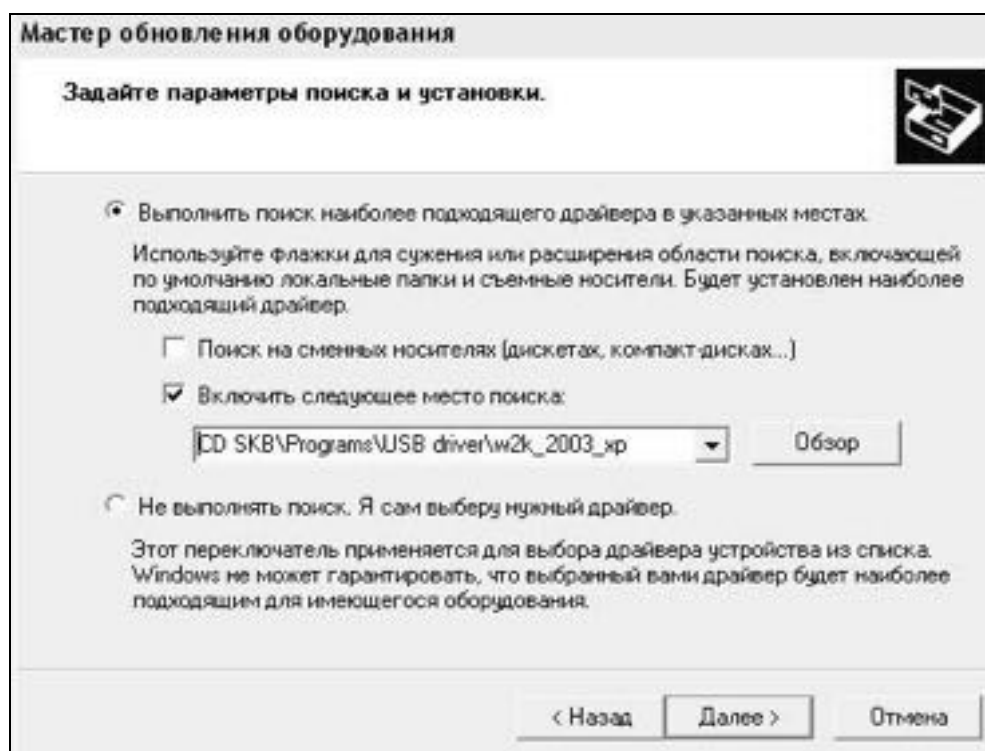 Мастер обновления оборудования
Задайте параметры поиска и установки.
Выполнить поиск наиболее подходящего драйвера в указанных местах.
Используйте флажки для сужения или расширения области поиска, включающей
по умолчанию локальные папки и съемные носители. Будет установлен наиболее
подходящий драйвер.
Поиск на сменных носителях (дискетах, компакт-дисках...)
Включить следующее место поиска:
CD SKB\Programs\USB driver\w2k_2003_xp
Обзор
Не выполнять поиск. Я сам выберу нужный драйвер.
Этот переключатель применяется для выбора драйвера устройства из списка.
Windows не может гарантировать, что выбранный вами драйвер будет наиболее
подходящим для имеющегося оборудования.
< Назад
Далее >
Отмена